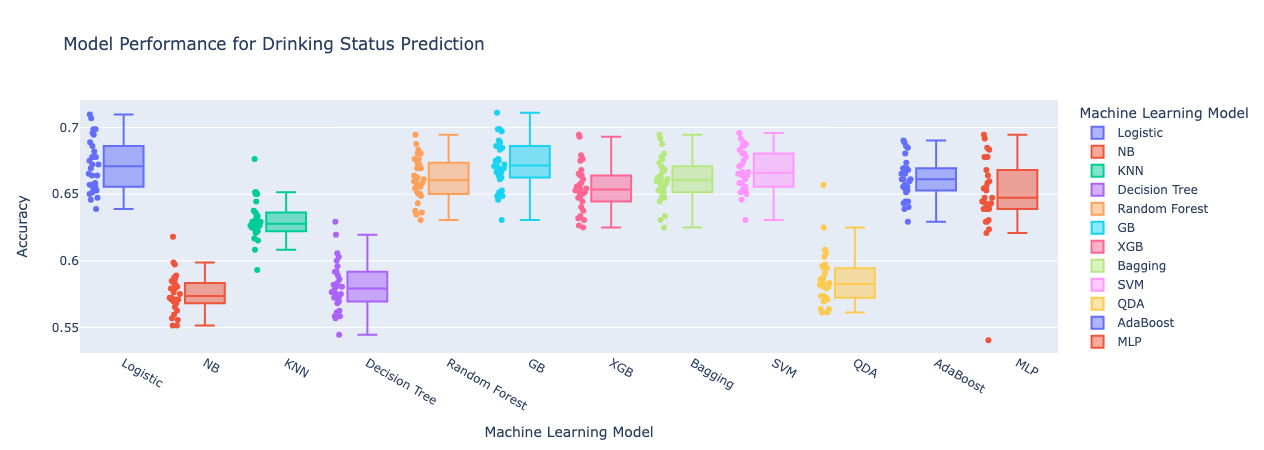 Model Performance for Drinking Status Prediction
Machine Learning Model
Logistic
NB
KNN
Decision Tree
Random Forest
GB
XGB
Bagging
SVM
QDA
AdaBoost
MLP
Accuracy
0.7
0.65
0.6
0.55
Logistic
NB
KNN
Decision Tree
Random Forest
GB
XGB
Bagging
SVM
QDA
AdaBoost
MLP
Machine Learning Model